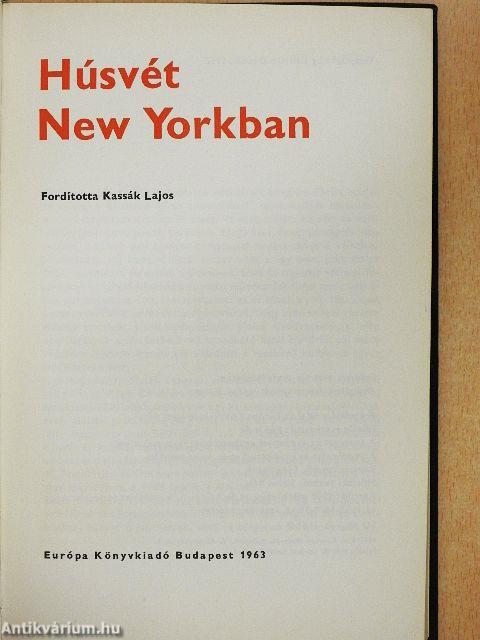 Húsvét
New Yorkban
Fordította Kassák Lajos
Európa Könyvkiadó Budapest 1963
Antikvárium.hu